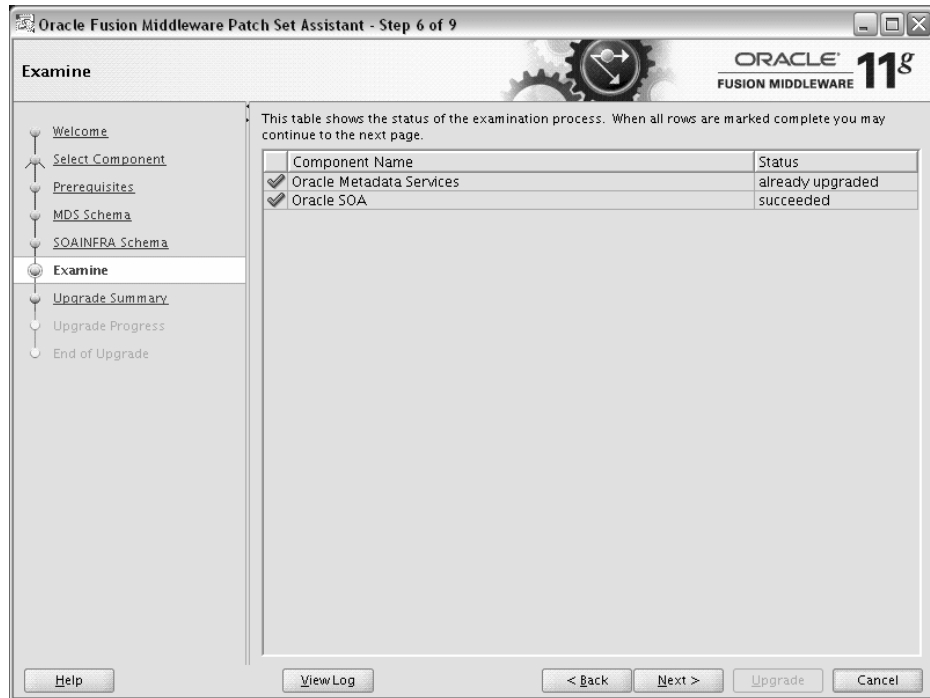 Oracle Fusion Middleware Patch Set Assistant - Step 6 of 9
Examine
ORACLE
FUSION MIDDLEWARE
11g
Welcome
Select Component
Prerequisites
MDS Schema
SOAINFRA Schema
Examine
Upgrade Summary
Upgrade Progress
End of Upgrade
This table shows the status of the examination process. When all rows are marked complete you may
continue to the next page.
Component Name Status
Oracle Metadata Services already upgraded
Oracle SOA succeeded
Help View Log < Back Next > Upgrade Cancel